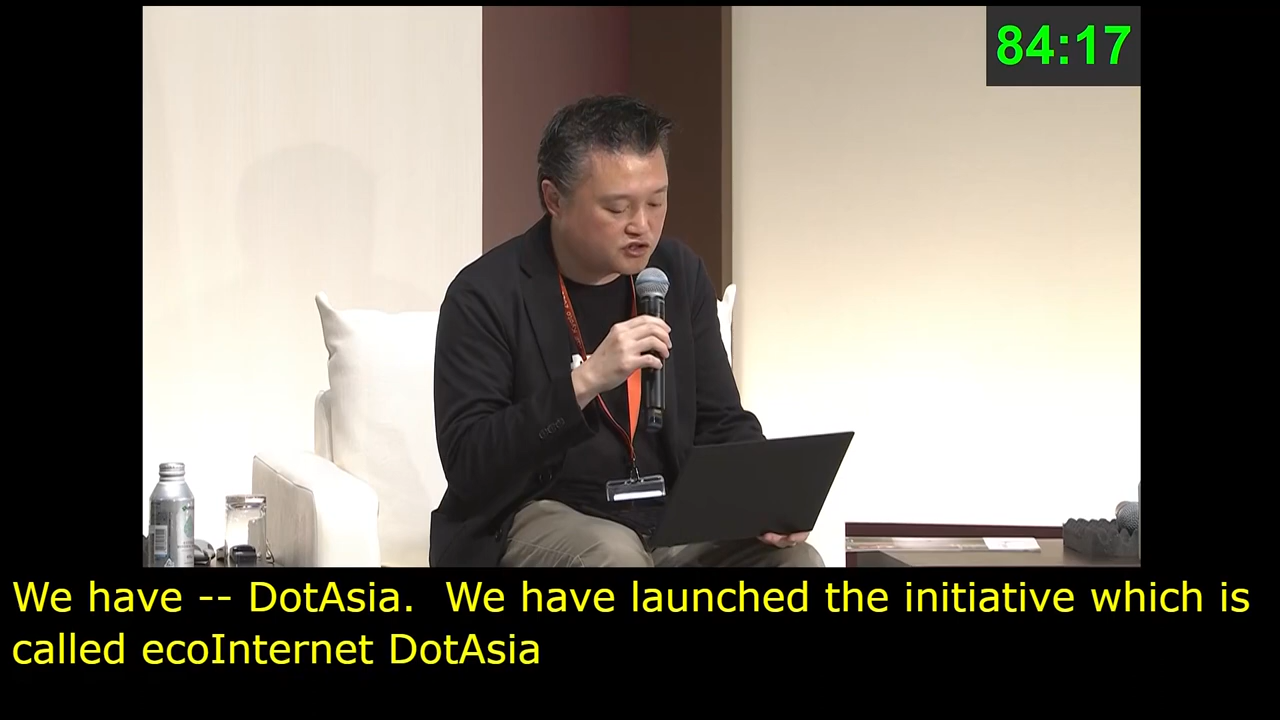 84:17
We have -- DotAsia.  We have launched the initiative which is
called ecoInternet DotAsia